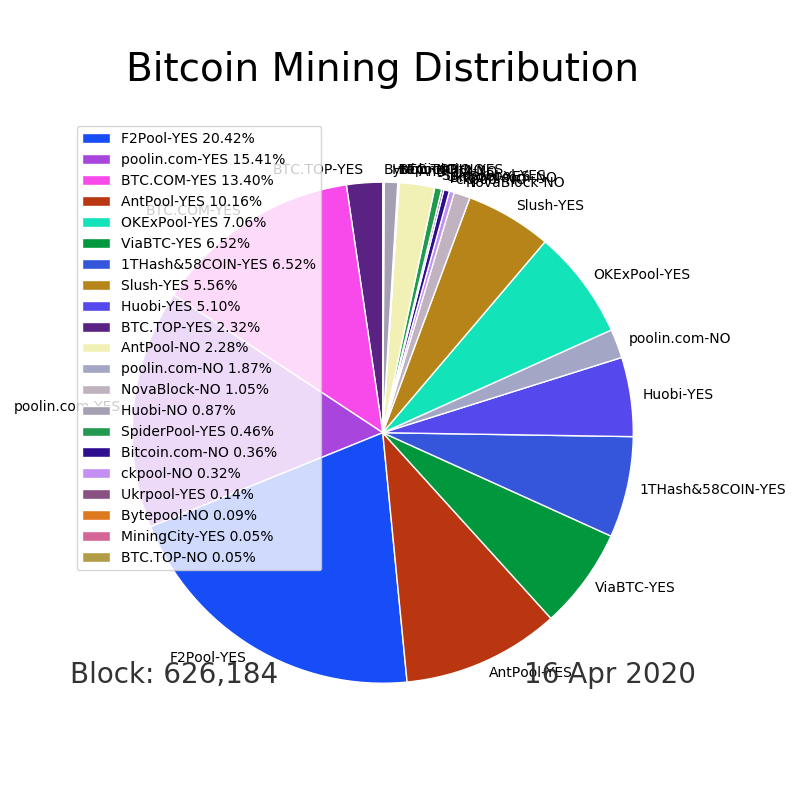 Bitcoin Mining Distribution
F2Pool-YES 20.42%
poolin.com-YES 15.41%
BTC.COM-YES 13.40%
AntPool-YES 10.16%
OKExPool-YES 7.06%
ViaBTC-YES 6.52%
1THash&58COIN-YES 6.52%
Slush-YES 5.56%
Huobi-YES 5.10%
BTC.TOP-YES 2.32%
AntPool-NO 2.28%
poolin.com-NO 1.87%
NovaBlock-NO 1.05%
Huobi-NO 0.87%
SpiderPool-YES 0.46%
Bitcoin.com-NO 0.36%
ckpool-NO 0.32%
Ukrpool-YES 0.14%
Bytepool-NO 0.09%
MiningCity-YES 0.05%
BTC.TOP-NO 0.05%
BTC.TOP-YES
BTC.COM-YES
poolin.com-YES
F2Pool-YES
NovaBlock-NO
Slush-YES
OKExPool-YES
poolin.com-NO
Huobi-YES
1THash&58COIN-YES
ViaBTC-YES
AntPool-YES
Block: 626,184
16 Apr 2020